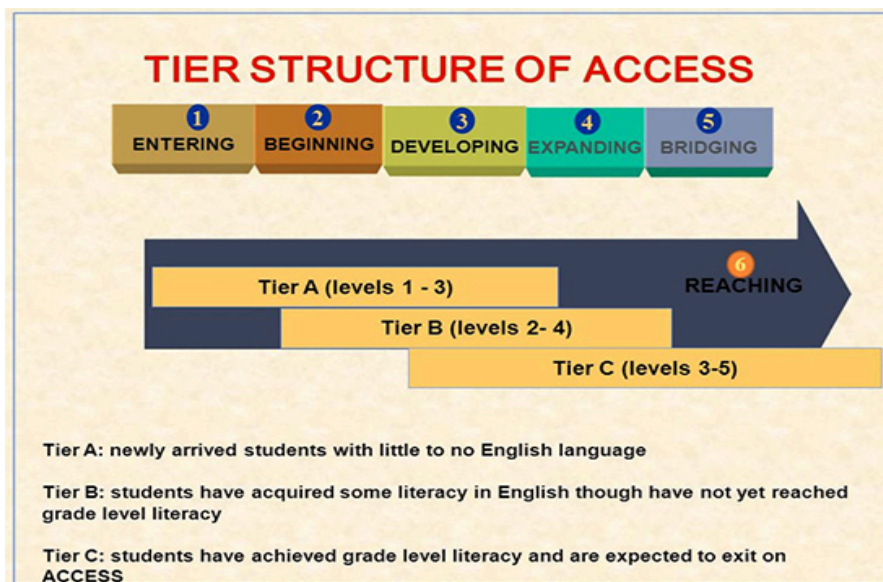 TIER STRUCTURE OF ACCESS
1 2 3 4 5
ENTERING BEGINNING DEVELOPING EXPANDING BRIDGING
6
REACHING
Tier A (levels 1 - 3)
Tier B (levels 2- 4)
Tier C (levels 3-5)
Tier A: newly arrived students with little to no English language
Tier B: students have acquired some literacy in English though have not yet reached
grade level literacy
Tier C: students have achieved grade level literacy and are expected to exit on
ACCESS